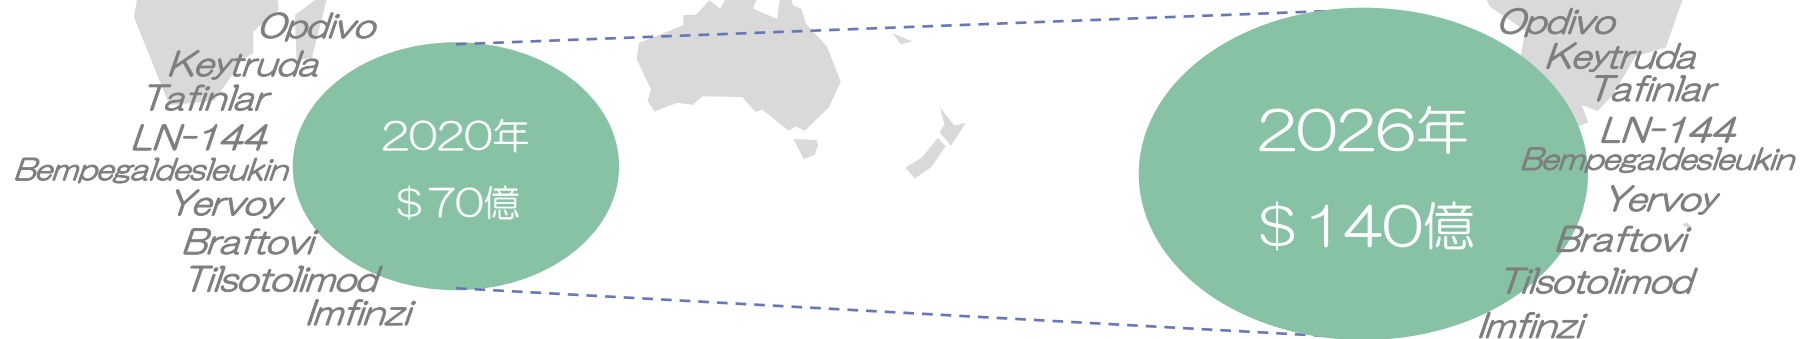 Opdivo
Keytruda
Tafinlar
LN-144
Bempegaldesleukin
Yervoy
Braftovi
Tilsotolimod
Imfinzi
2020年
＄70億
2026年
＄140億
Opdivo
Keytruda
Tafinlar
LN-144
Bempegaldesleukin
Yervoy
Braftovi
Tilsotolimod
Imfinzi